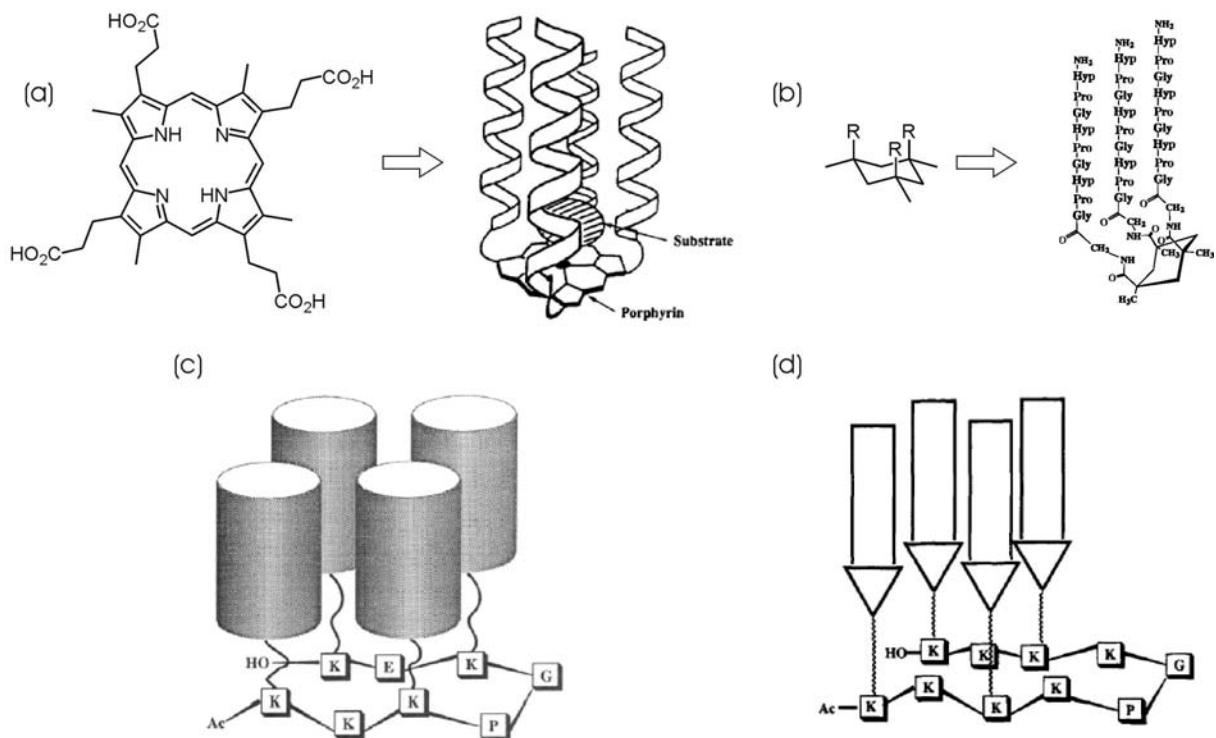 (a)
HO₂C
CO₂H
NH
N
N
HN
HO₂C
CO₂H
Substrate
Porphyrin
(b)
R
R
R
NH₂
Hyp
Pro
Gly
Hyp
Pro
Gly
Hyp
Pro
Gly
O
CH₂
NH
O
H₃C
NH₂
Hyp
Pro
Gly
Hyp
Pro
Gly
Hyp
Pro
Gly
O
CH₂
NH
O
NH₂
Hyp
Pro
Gly
Hyp
Pro
Gly
Hyp
Pro
Gly
O
CH₂
NH
O
CH₃
CH₃
(c)
HO K E K G
Ac K K K P
(d)
HO K K K K G
Ac K K K K P